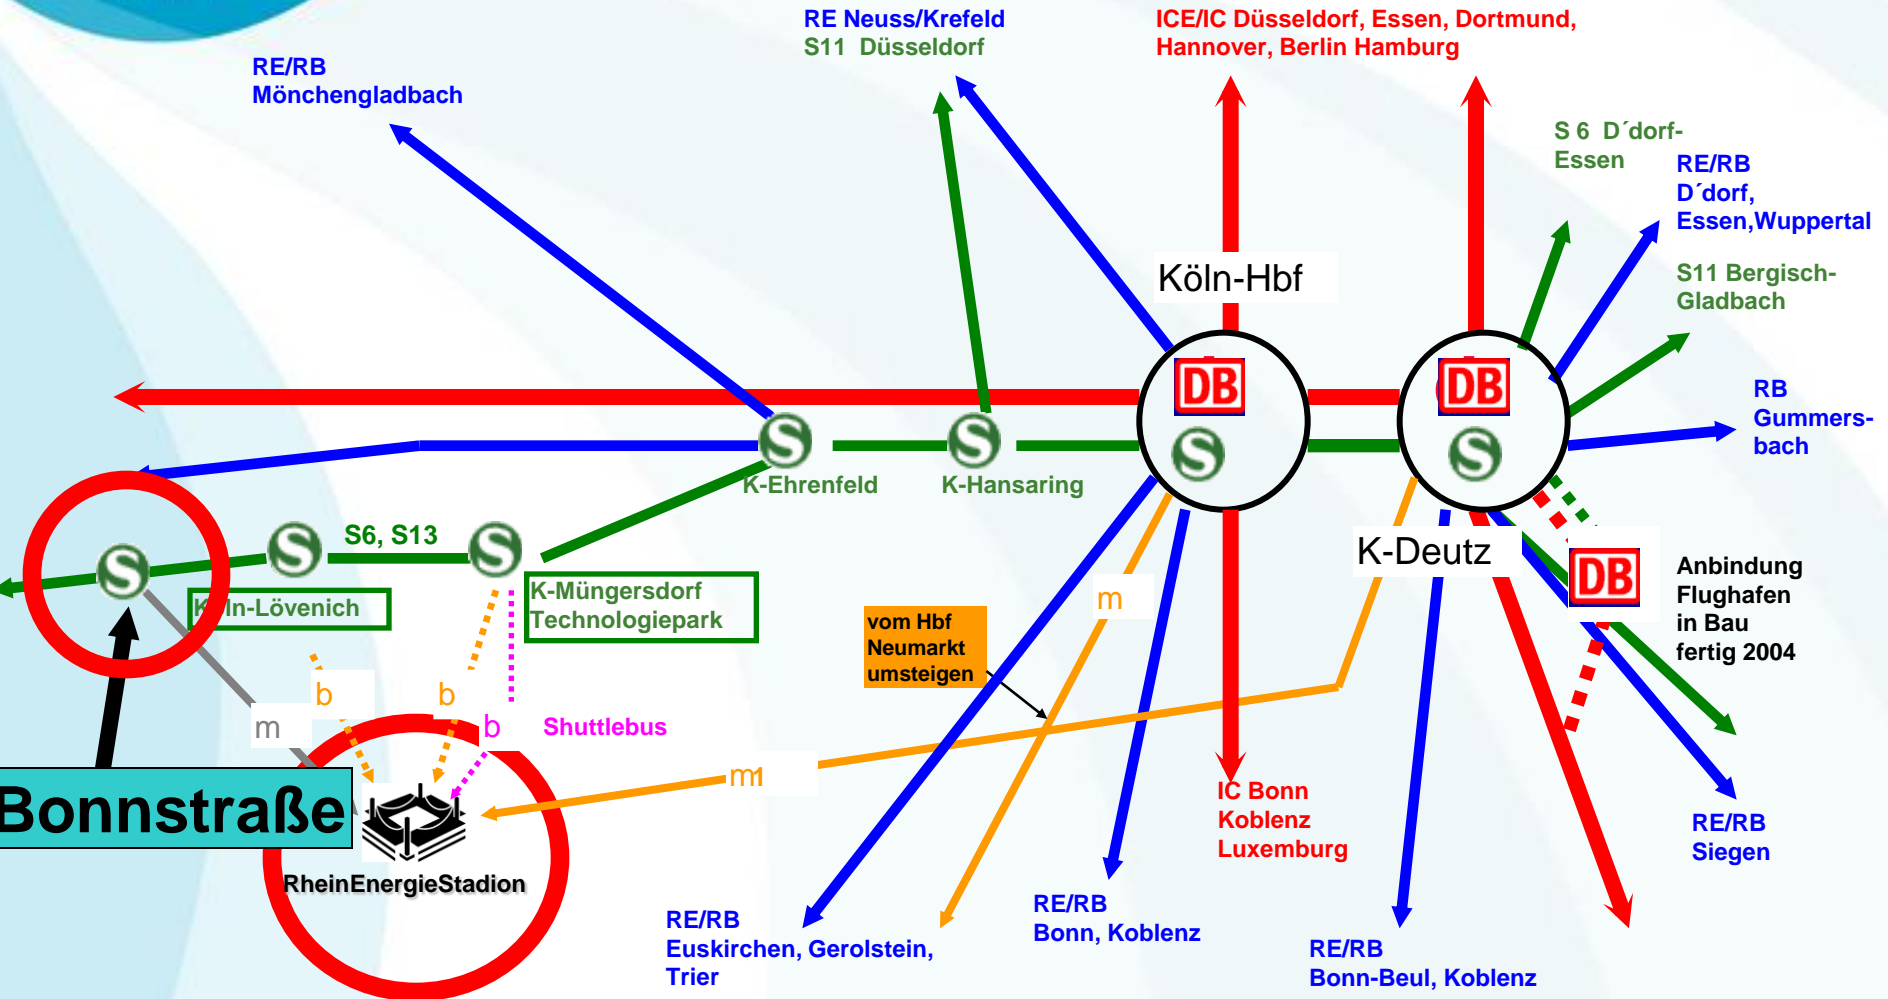 RE Neuss/Krefeld
S11 Düsseldorf
ICE/IC Düsseldorf, Essen, Dortmund,
Hannover, Berlin Hamburg
RE/RB
Mönchengladbach
S 6 D´dorf-
Essen
RE/RB
D´dorf,
Essen,Wuppertal
S11 Bergisch-
Gladbach
Köln-Hbf
DB
DB
RB
Gummers-
bach
S
S
S
S
K-Ehrenfeld
K-Hansaring
S6, S13
S
S
S
K-Deutz
DB
Anbindung
Flughafen
in Bau
fertig 2004
K-Müngersdorf
Technologiepark
K ln-Lövenich
m
vom Hbf
Neumarkt
umsteigen
b
b
m
b
Shuttlebus
m1
Bonnstraße
IC Bonn
Koblenz
Luxemburg
RE/RB
Siegen
RheinEnergieStadion
RE/RB
Euskirchen, Gerolstein,
Trier
RE/RB
Bonn, Koblenz
RE/RB
Bonn-Beul, Koblenz